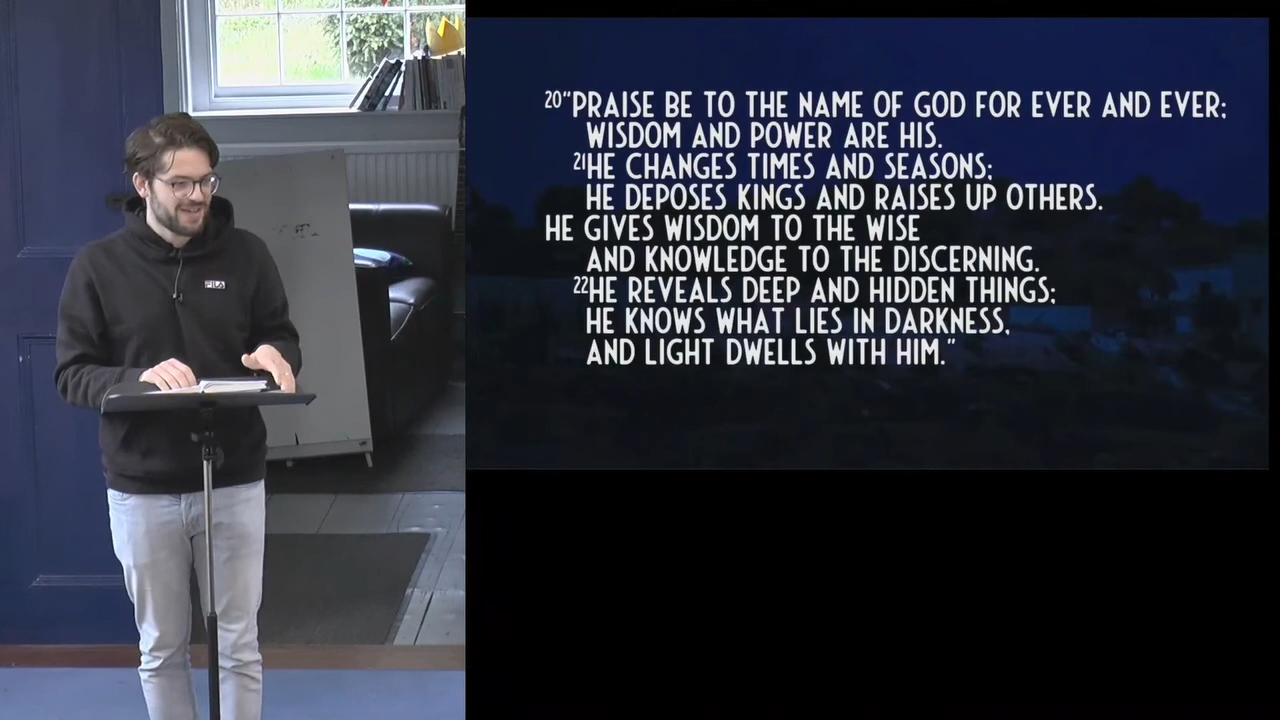 FILA
20"PRAISE BE TO THE NAME OF GOD FOR EVER AND EVER;
WISDOM AND POWER ARE HIS.
21HE CHANGES TIMES AND SEASONS;
HE DEPOSES KINGS AND RAISES UP OTHERS.
HE GIVES WISDOM TO THE WISE
AND KNOWLEDGE TO THE DISCERNING.
22HE REVEALS DEEP AND HIDDEN THINGS;
HE KNOWS WHAT LIES IN DARKNESS,
AND LIGHT DWELLS WITH HIM."